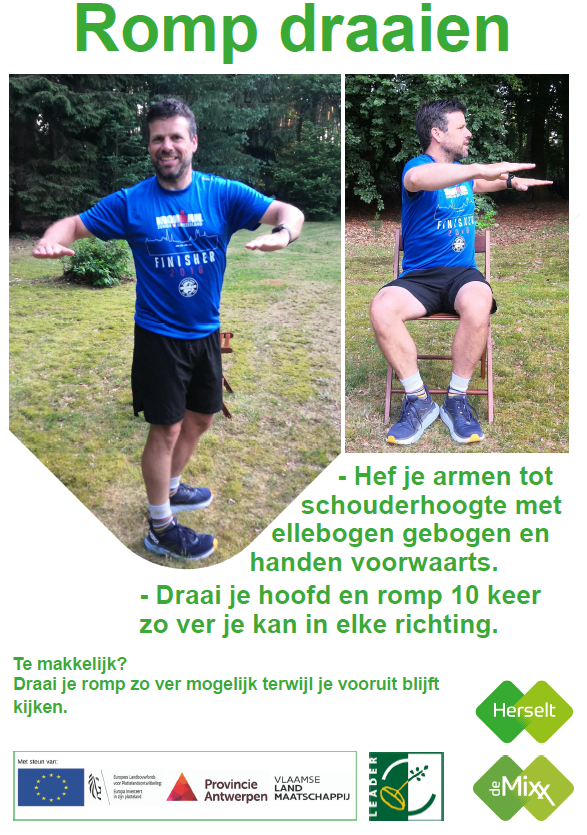 Romp draaien
FINISHER
2018
- Hef je armen tot
schouderhoogte met
ellebogen gebogen en
handen voorwaarts.
- Draai je hoofd en romp 10 keer
zo ver je kan in elke richting.
Te makkelijk?
Draai je romp zo ver mogelijk terwijl je vooruit blijft
kijken.
Herselt
de Mixx
Met steun van:
Europees Landbouwfonds
voor Plattelandsontwikkeling:
Europa investeert
in zijn platteland
Provincie
Antwerpen
VLAAMSE
LAND
MAATSCHAPPIJ
LEADER